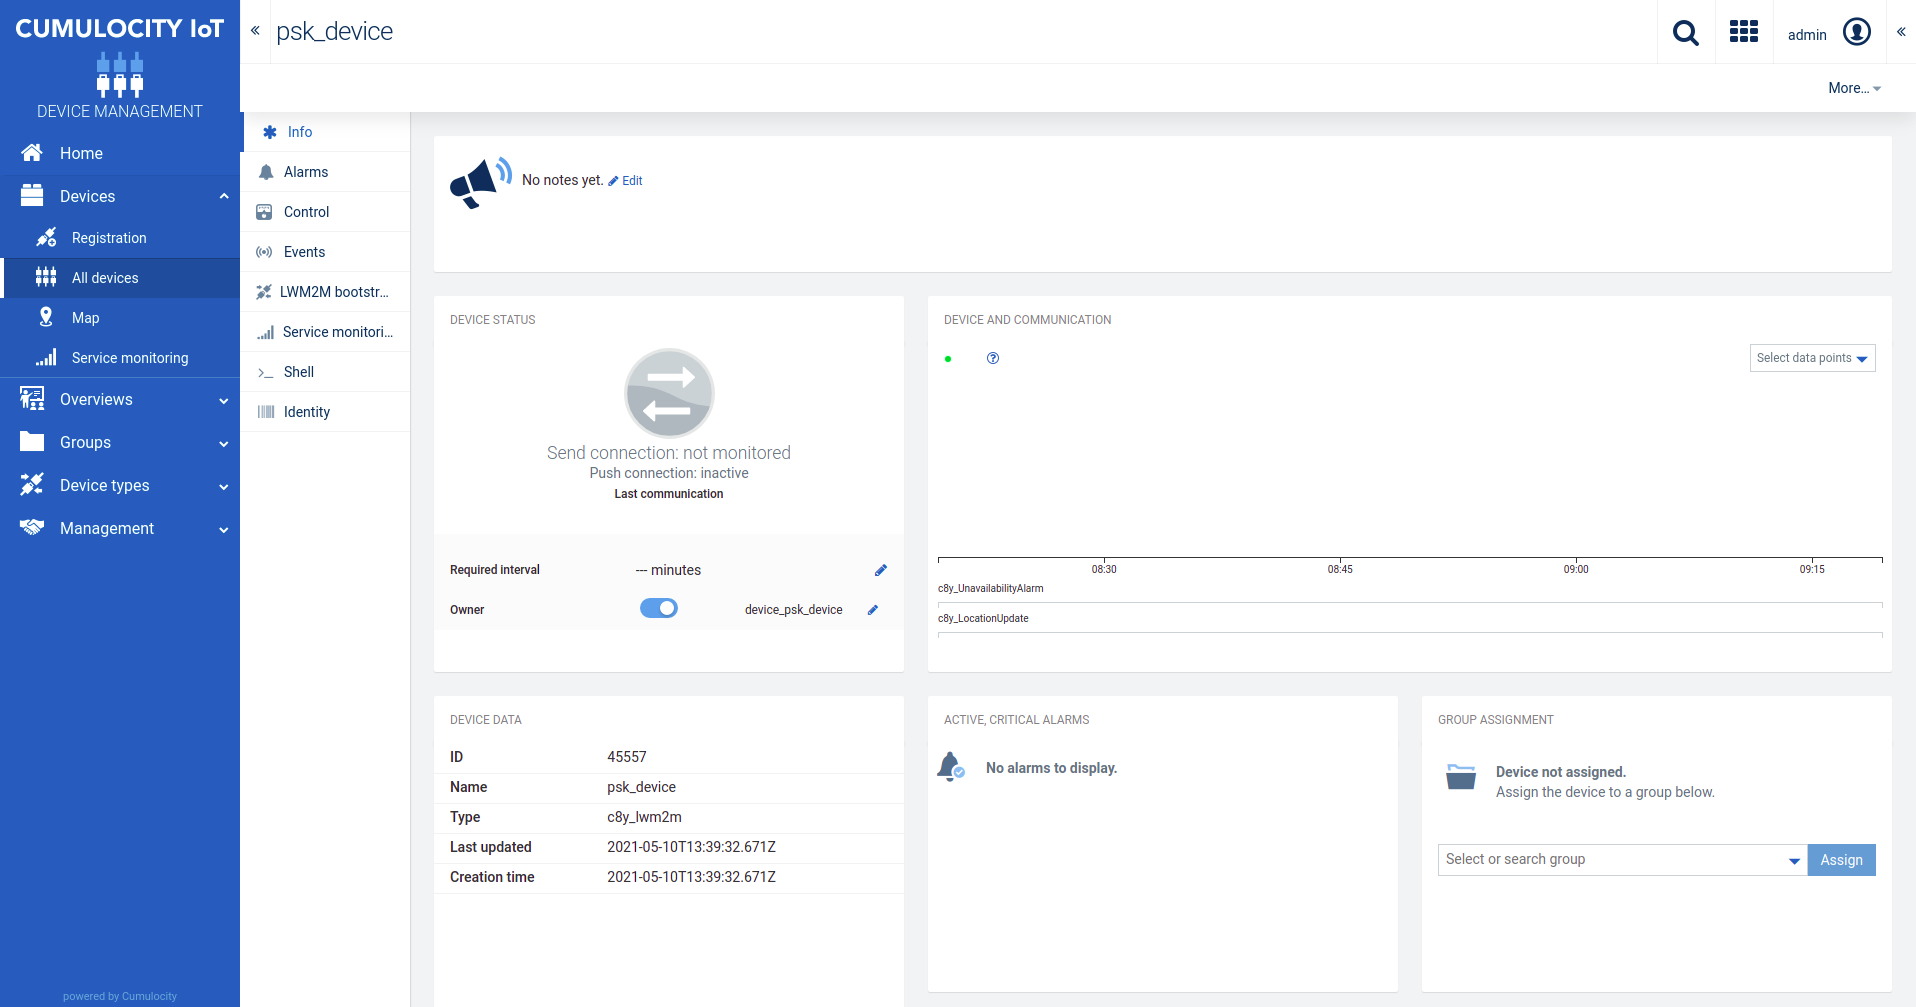 CUMULOCITY IoT
DEVICE MANAGEMENT
Home
Devices
Registration
All devices
Map
Service monitoring
Overviews
Groups
Device types
Management
powered by Cumulocity
« psk_device
admin «
More...
Info
Alarms
Control
Events
LWM2M bootstr...
Service monitori...
Shell
Identity
No notes yet. Edit
DEVICE STATUS
Send connection: not monitored
Push connection: inactive
Last communication
Required interval --- minutes
Owner device_psk_device
DEVICE AND COMMUNICATION
Select data points
08:30 08:45 09:00 09:15
c8y_UnavailabilityAlarm
c8y_LocationUpdate
DEVICE DATA
ID 45557
Name psk_device
Type c8y_lwm2m
Last updated 2021-05-10T13:39:32.671Z
Creation time 2021-05-10T13:39:32.671Z
ACTIVE, CRITICAL ALARMS
No alarms to display.
GROUP ASSIGNMENT
Device not assigned.
Assign the device to a group below.
Select or search group Assign